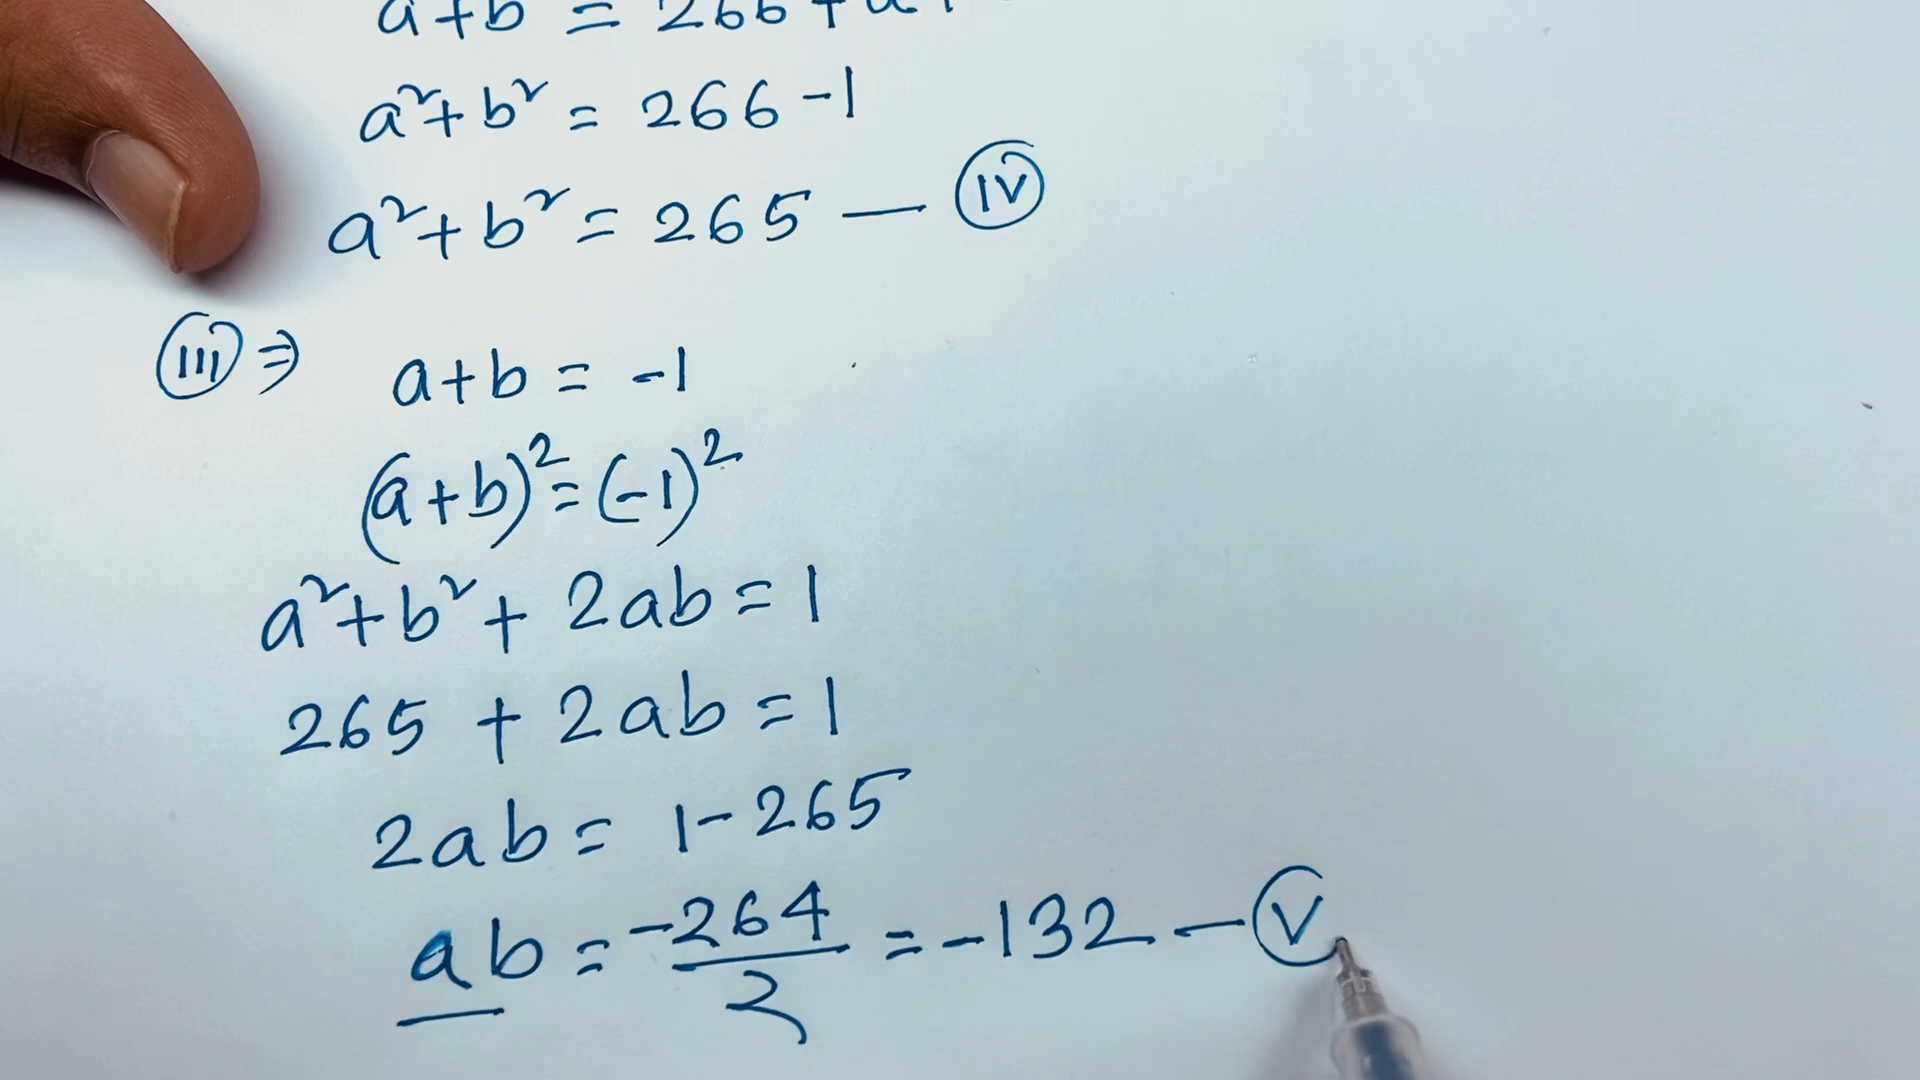 a+b = 266+a+
a²+b² = 266-1
a²+b² = 265 — (IV)
(III) ⇒ a+b = -1
(a+b)² = (-1)²
a²+b²+ 2ab = 1
265 + 2ab = 1
2ab = 1-265
ab = -264/2 = -132 — (V)